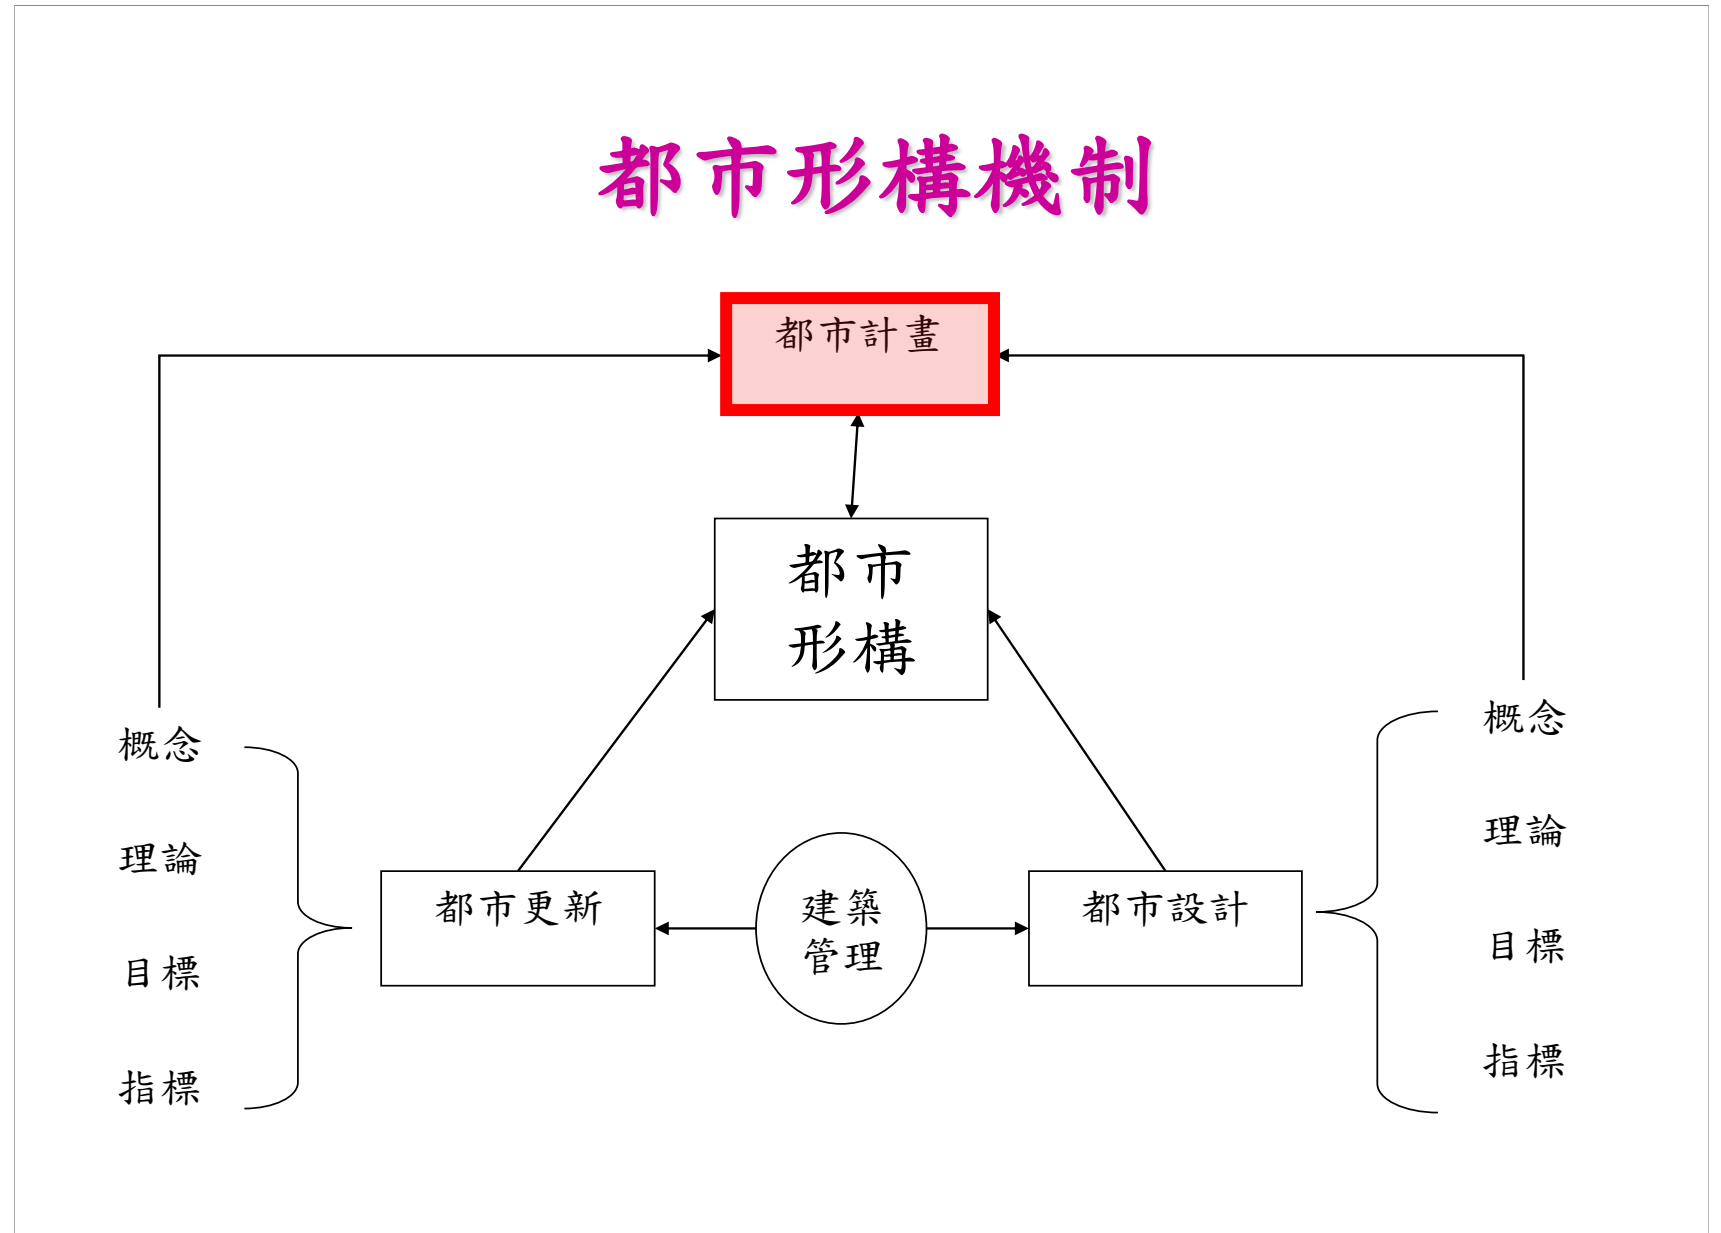 都市形構機制
都市計畫
都市
形構
概念
理論
目標
指標
都市更新
建築
管理
都市設計
概念
理論
目標
指標